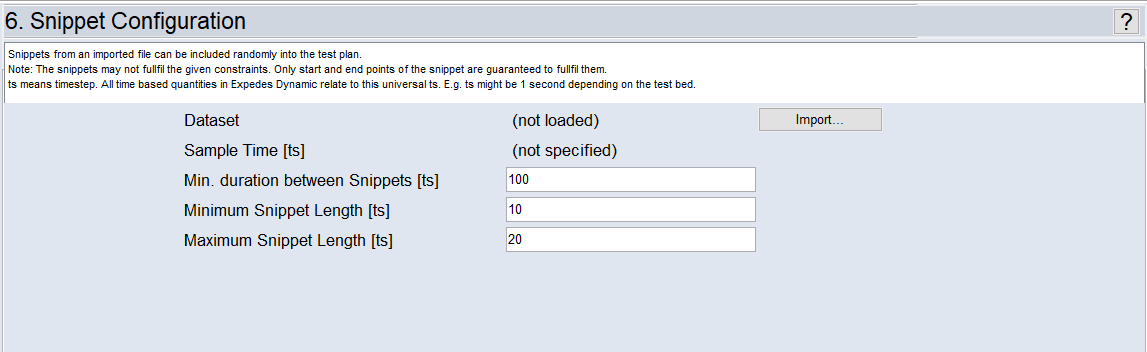 6. Snippet Configuration
?
Snippets from an imported file can be included randomly into the test plan.
Note: The snippets may not fullfil the given constraints. Only start and end points of the snippet are guaranteed to fullfil them.
ts means timestep. All time based quantities in Expedes Dynamic relate to this universal ts. E.g. ts might be 1 second depending on the test bed.
Dataset (not loaded) Import...
Sample Time [ts] (not specified)
Min. duration between Snippets [ts] 100
Minimum Snippet Length [ts] 10
Maximum Snippet Length [ts] 20